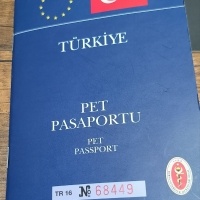 TÜRKİYE
PET
PASAPORTU
PET
PASSPORT
TR 16 № 68449